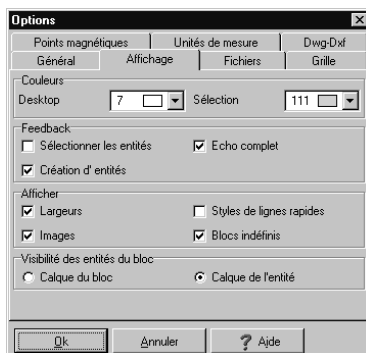 Options
Points magnétiques Unités de mesure Dwg-Dxf
Général Affichage Fichiers Grille
Couleurs
Desktop 7 Sélection 111
Feedback
Sélectionner les entités Echo complet
Création d' entités
Afficher
Largeurs Styles de lignes rapides
Images Blocs indéfinis
Visibilité des entités du bloc
Calque du bloc Calque de l'entité
Ok Annuler ? Aide